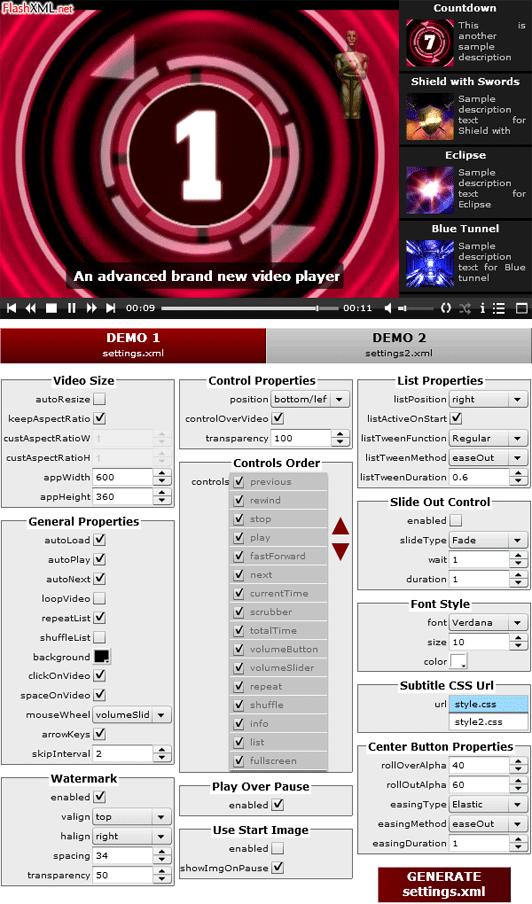 FlashXML.net
1
An advanced brand new video player
Countdown
7
This is
another
sample
description
Shield with Swords
Sample
description
text for
Shield with
Eclipse
Sample
description
text for
Eclipse
Blue Tunnel
Sample
description
text for Blue
tunnel
00:09
00:11
DEMO 1
settings.xml
DEMO 2
settings2.xml
Video Size
autoResize
keepAspectRatio
custAspectRatioW 1
custAspectRatioH 1
appWidth 600
appHeight 360
General Properties
autoLoad
autoPlay
autoNext
loopVideo
repeatList
shuffleList
background
clickOnVideo
spaceOnVideo
mouseWheel volumeSlid
arrowKeys
skipInterval 2
Watermark
enabled
valign top
halign right
spacing 34
transparency 50
Control Properties
position bottom/lef
controlOverVideo
transparency 100
Controls Order
controls previous
rewind
stop
play
fastForward
next
currentTime
scrubber
totalTime
volumeButton
volumeSlider
repeat
shuffle
info
list
fullscreen
Play Over Pause
enabled
Use Start Image
enabled
showImgOnPause
List Properties
listPosition right
listActiveOnStart
listTweenFunction Regular
listTweenMethod easeOut
listTweenDuration 0.6
Slide Out Control
enabled
slideType Fade
wait 1
duration 1
Font Style
font Verdana
size 10
color
Subtitle CSS Url
url style.css
style2.css
Center Button Properties
rollOverAlpha 40
rollOutAlpha 60
easingType Elastic
easingMethod easeOut
easingDuration 1
GENERATE
settings.xml